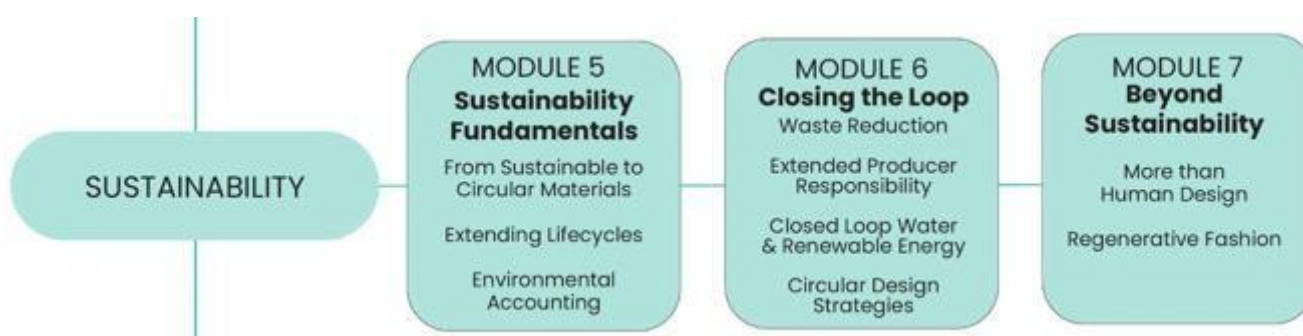 SUSTAINABILITY
MODULE 5
Sustainability
Fundamentals
From Sustainable to
Circular Materials
Extending Lifecycles
Environmental
Accounting
MODULE 6
Closing the Loop
Waste Reduction
Extended Producer
Responsibility
Closed Loop Water
& Renewable Energy
Circular Design
Strategies
MODULE 7
Beyond
Sustainability
More than
Human Design
Regenerative Fashion